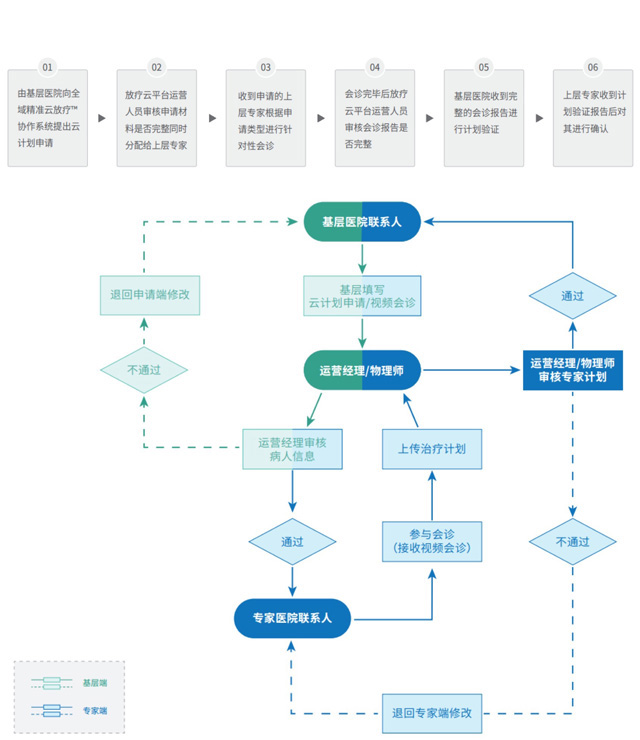 01
由基层医院向全
域精准云放疗™
协作系统提出云
计划申请
02
放疗云平台运营
人员审核申请材
料是否完整同时
分配给上层专家
03
收到申请的上
层专家根据申
请类型进行针
对性会诊
04
会诊完毕后放疗
云平台运营人员
审核会诊报告是
否完整
05
基层医院收到完
整的会诊报告进
行计划验证
06
上层专家收到计
划验证报告后对
其进行确认
基层医院联系人
退回申请端修改
基层填写
云计划申请/视频会诊
通过
不通过
运营经理/物理师
运营经理/物理师
审核专家计划
运营经理审核
病人信息
上传治疗计划
通过
参与会诊
（接收视频会诊）
不通过
专家医院联系人
基层端
专家端
退回专家端修改